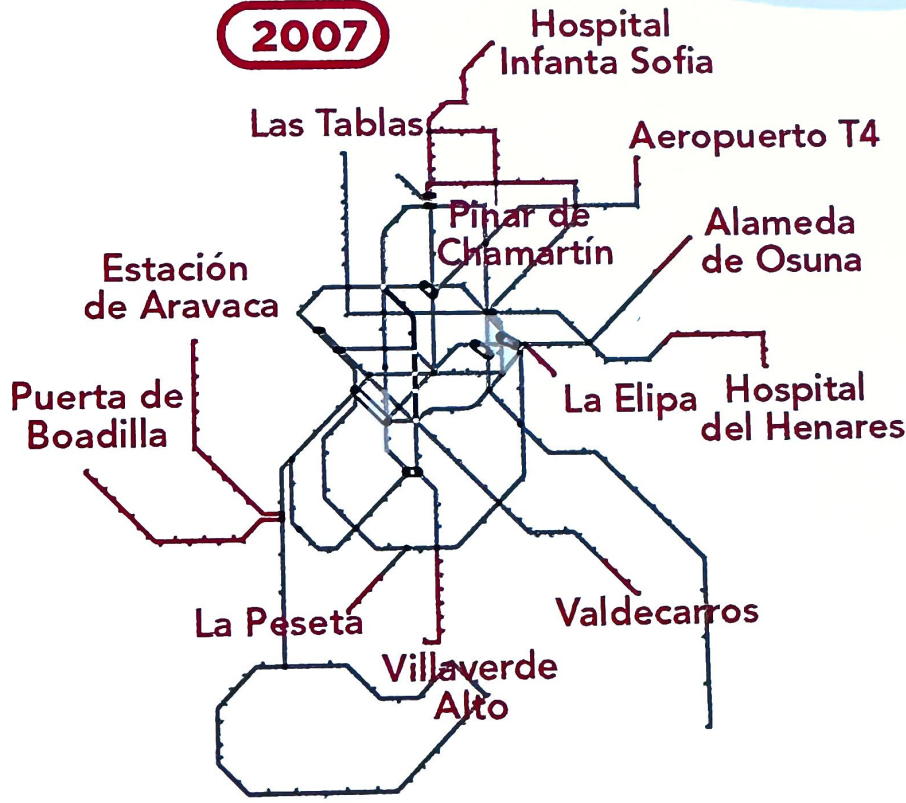 2007
Hospital
Infanta Sofia
Las Tablas
Aeropuerto T4
Pinar de
Chamartín
Alameda
de Osuna
Estación
de Aravaca
Puerta de
Boadilla
La Elipa
Hospital
del Henares
La Peseta
Valdecarros
Villaverde
Alto